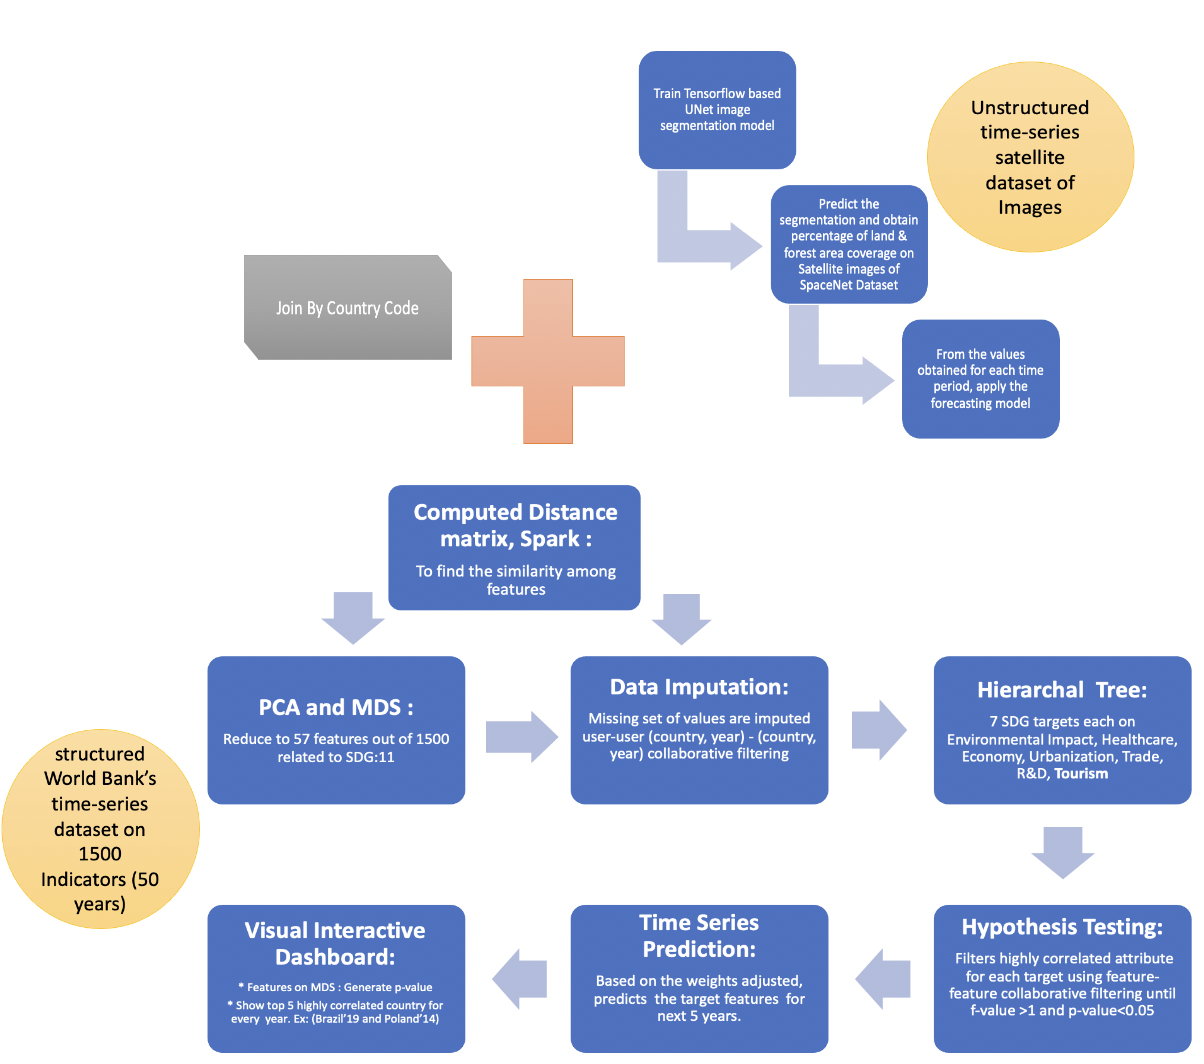 Train Tensorflow based
UNet image
segmentation model
Unstructured
time-series
satellite
dataset of
Images
Predict the
segmentation and obtain
percentage of land &
forest area coverage on
Satellite images of
SpaceNet Dataset
Join By Country Code
From the values
obtained for each time
period, apply the
forecasting model
Computed Distance
matrix, Spark :
To find the similarity among
features
PCA and MDS :
Reduce to 57 features out of 1500
related to SDG:11
Data Imputation:
Missing set of values are imputed
user-user (country, year) - (country,
year) collaborative filtering
Hierarchal Tree:
7 SDG targets each on
Environmental Impact, Healthcare,
Economy, Urbanization, Trade,
R&D, Tourism
structured
World Bank's
time-series
dataset on
1500
Indicators (50
years)
Visual Interactive
Dashboard:
* Features on MDS : Generate p-value
* Show top 5 highly correlated country for
every year. Ex: (Brazil'19 and Poland'14)
Time Series
Prediction:
Based on the weights adjusted,
predicts the target features for
next 5 years.
Hypothesis Testing:
Filters highly correlated attribute
for each target using feature-
feature collaborative filtering until
f-value >1 and p-value<0.05